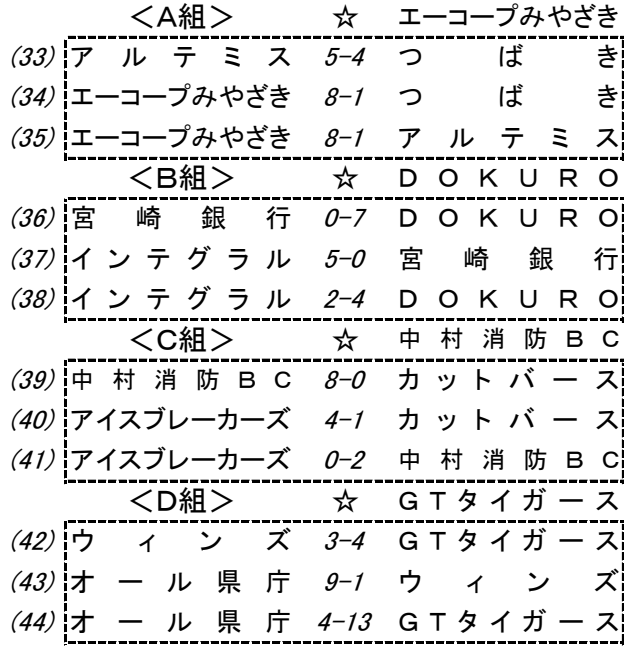 ＜A組＞ ☆ エーコープみやざき
(33) アルテミス 5-4 つばき
(34) エーコープみやざき 8-1 つばき
(35) エーコープみやざき 8-1 アルテミス
＜B組＞ ☆ DOKURO
(36) 宮崎銀行 0-7 DOKURO
(37) インテグラル 5-0 宮崎銀行
(38) インテグラル 2-4 DOKURO
＜C組＞ ☆ 中村消防BC
(39) 中村消防BC 8-0 カットバース
(40) アイスブレーカーズ 4-1 カットバース
(41) アイスブレーカーズ 0-2 中村消防BC
＜D組＞ ☆ GTタイガース
(42) ウィンズ 3-4 GTタイガース
(43) オール県庁 9-1 ウィンズ
(44) オール県庁 4-13 GTタイガース